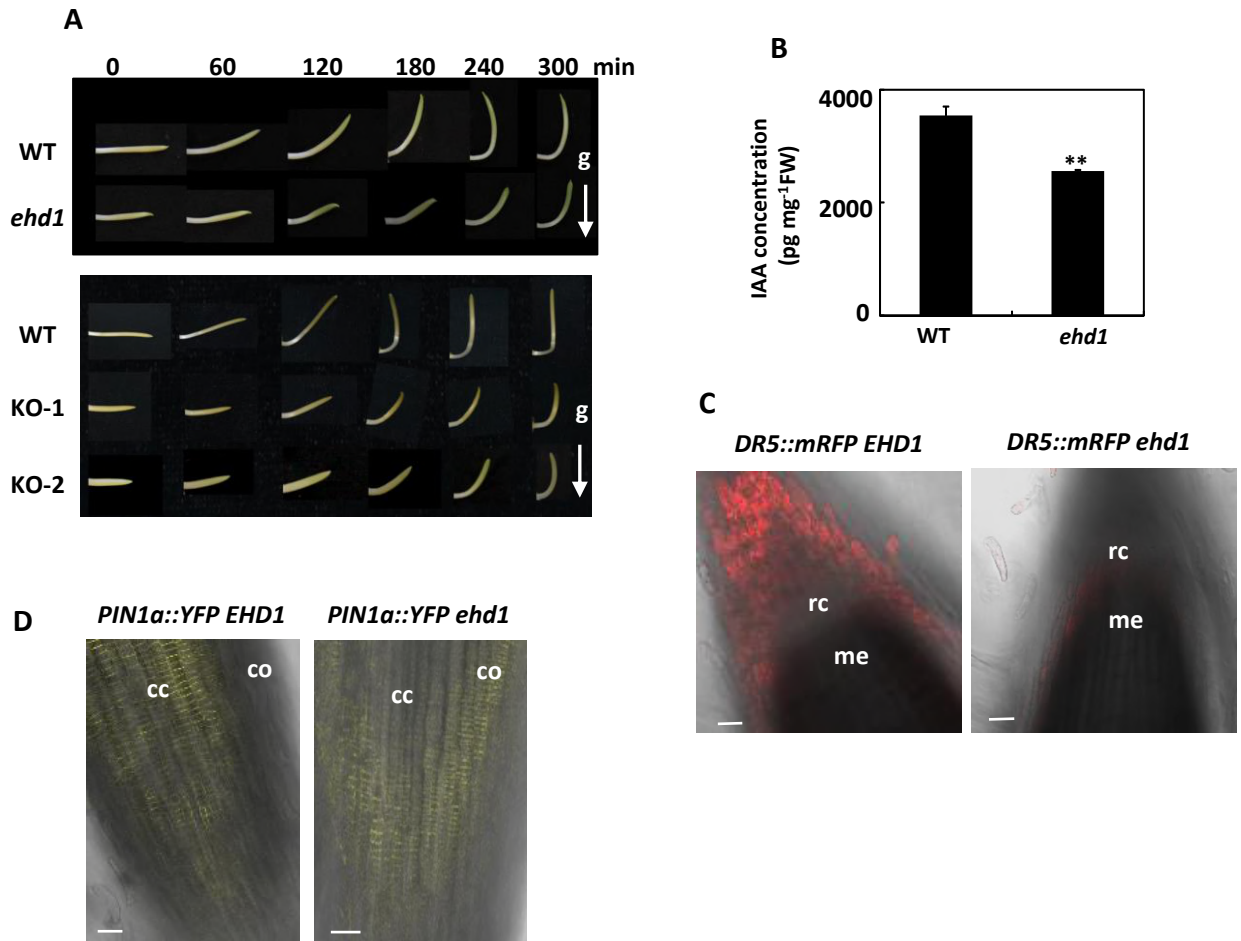 A
0 60 120 180 240 300 min
WT
g
ehd1
WT
KO-1
g
KO-2
B
IAA concentration
(pg mg-1FW)
4000
2000
0
**
WT ehd1
C
DR5::mRFP EHD1 DR5::mRFP ehd1
rc
me
rc
me
D
PIN1a::YFP EHD1 PIN1a::YFP ehd1
cc
co
cc
co